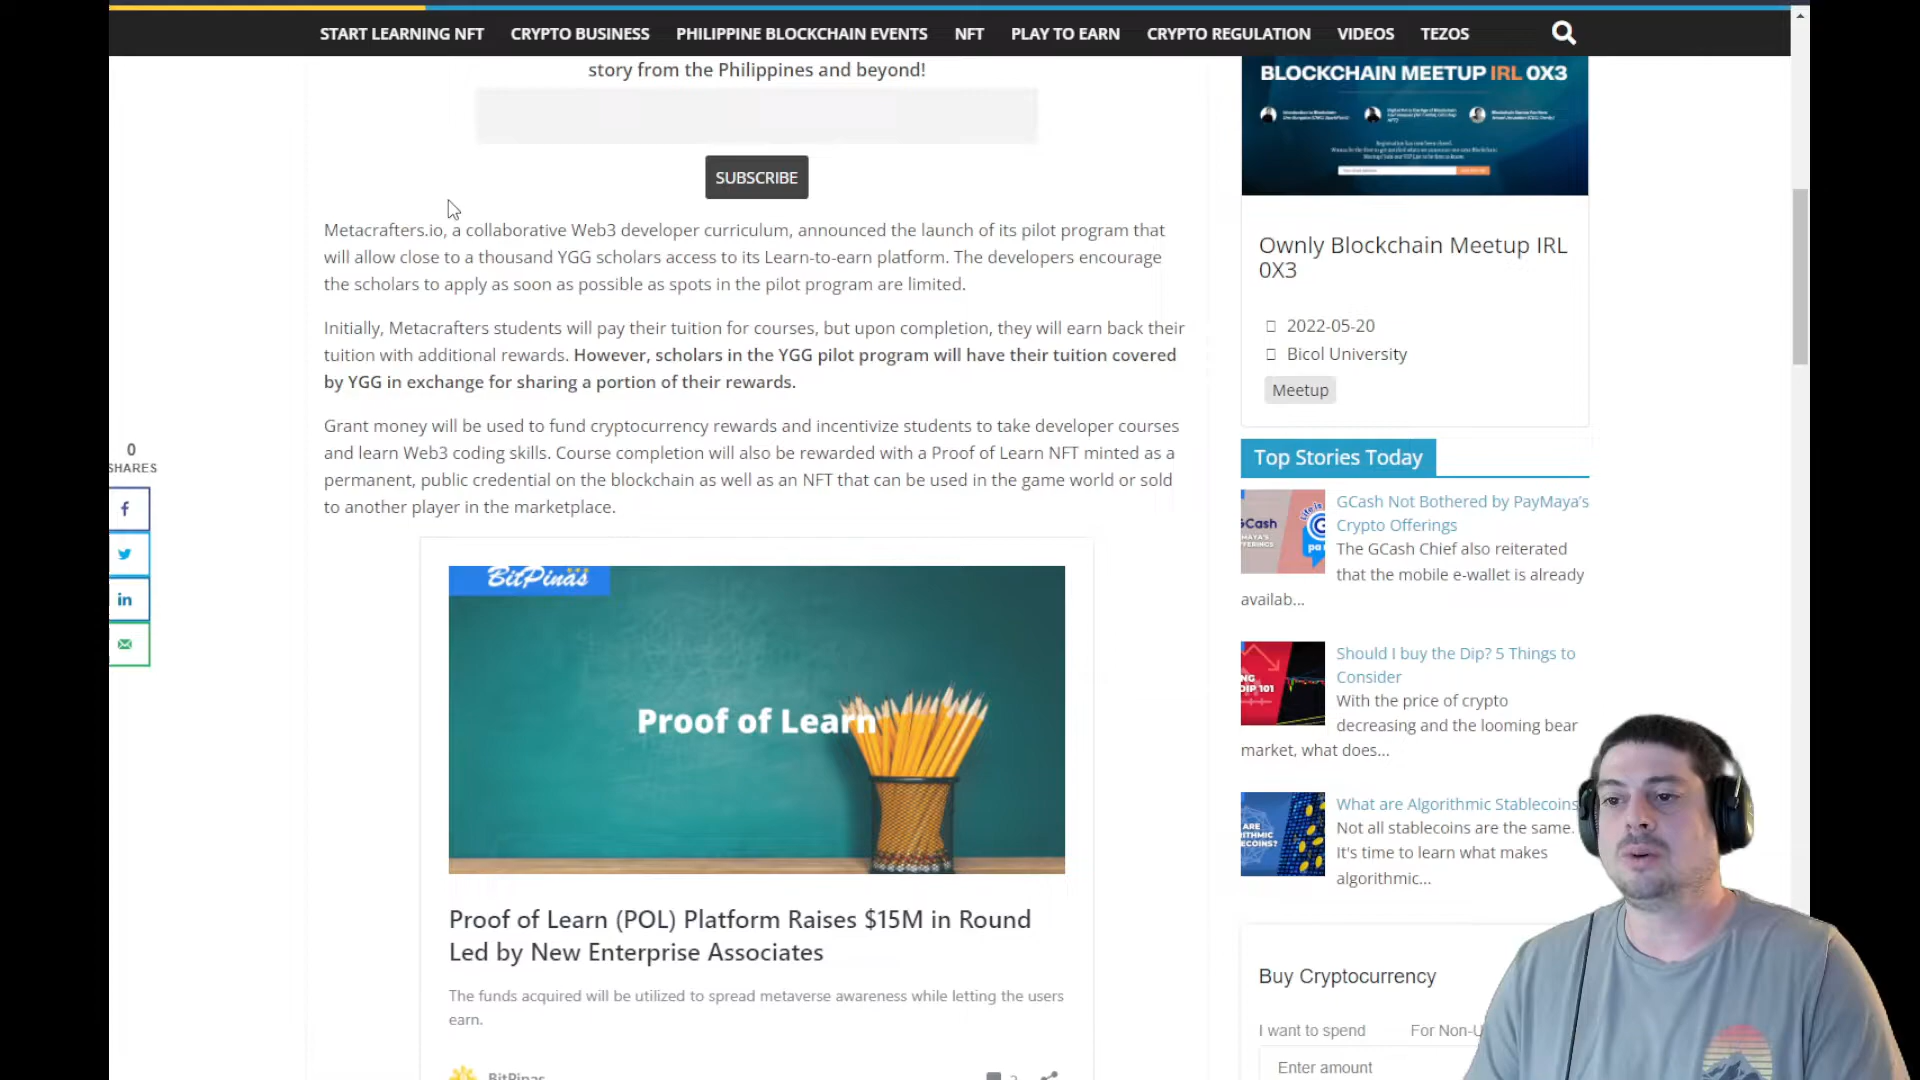 START LEARNING NFT CRYPTO BUSINESS PHILIPPINE BLOCKCHAIN EVENTS NFT PLAY TO EARN CRYPTO REGULATION VIDEOS TEZOS
story from the Philippines and beyond!
SUBSCRIBE
Metacrafters.io, a collaborative Web3 developer curriculum, announced the launch of its pilot program that
will allow close to a thousand YGG scholars access to its Learn-to-earn platform. The developers encourage
the scholars to apply as soon as possible as spots in the pilot program are limited.
Initially, Metacrafters students will pay their tuition for courses, but upon completion, they will earn back their
tuition with additional rewards. However, scholars in the YGG pilot program will have their tuition covered
by YGG in exchange for sharing a portion of their rewards.
Grant money will be used to fund cryptocurrency rewards and incentivize students to take developer courses
and learn Web3 coding skills. Course completion will also be rewarded with a Proof of Learn NFT minted as a
permanent, public credential on the blockchain as well as an NFT that can be used in the game world or sold
to another player in the marketplace.
0
SHARES
BitPinas
Proof of Learn
Proof of Learn (POL) Platform Raises $15M in Round
Led by New Enterprise Associates
The funds acquired will be utilized to spread metaverse awareness while letting the users
earn.
BitPinas
BLOCKCHAIN MEETUP IRL 0X3
Ownly Blockchain Meetup IRL
0X3
2022-05-20
Bicol University
Meetup
Top Stories Today
GCash Not Bothered by PayMaya's
Crypto Offerings
The GCash Chief also reiterated
that the mobile e-wallet is already
availab...
Should I buy the Dip? 5 Things to
Consider
With the price of crypto
decreasing and the looming bear
market, what does...
What are Algorithmic Stablecoins
Not all stablecoins are the same.
It's time to learn what makes
algorithmic...
Buy Cryptocurrency
I want to spend For Non-U
Enter amount